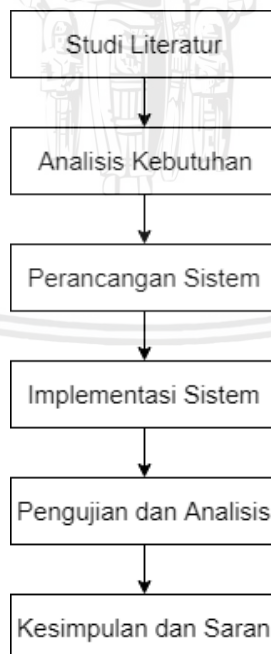 Studi Literatur
Analisis Kebutuhan
Perancangan Sistem
Implementasi Sistem
Pengujian dan Analisis
Kesimpulan dan Saran